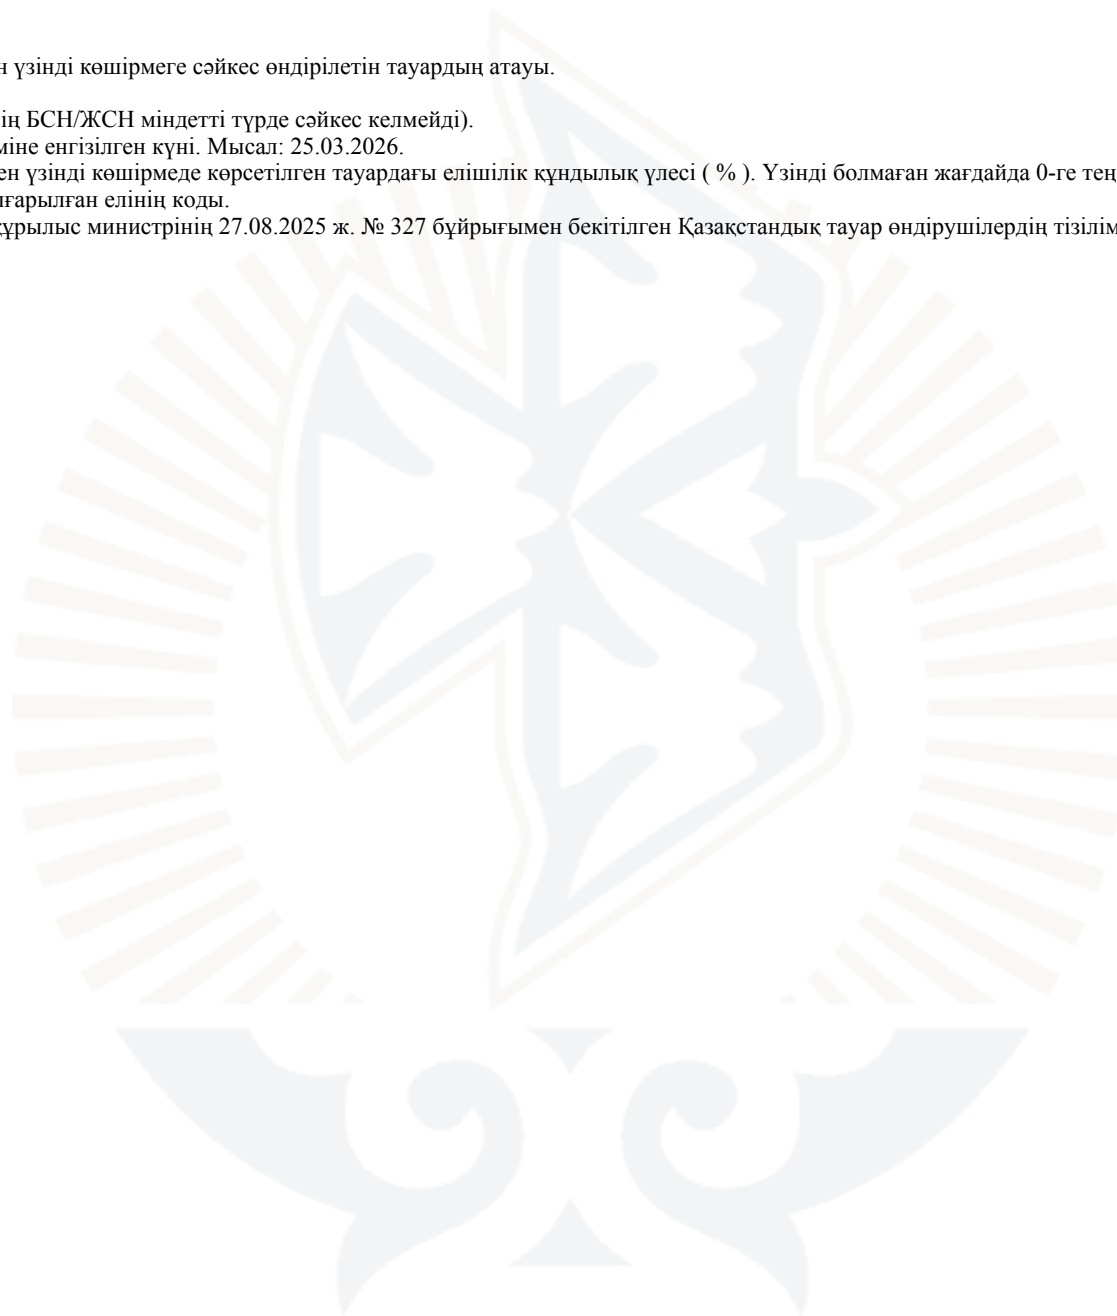 н үзінді көшірмеге сәйкес өндірілетін тауардың атауы.
ің БСН/ЖСН міндетті түрде сәйкес келмейді).
міне енгізілген күні. Мысал: 25.03.2026.
ен үзінді көшірмеде көрсетілген тауардағы елішілік құндылық үлесі ( % ). Үзінді болмаған жағдайда 0-ге тең
ығарылған елінің коды.
құрылыс министрінің 27.08.2025 ж. № 327 бұйрығымен бекітілген Қазақстандық тауар өндірушілердің тізілім